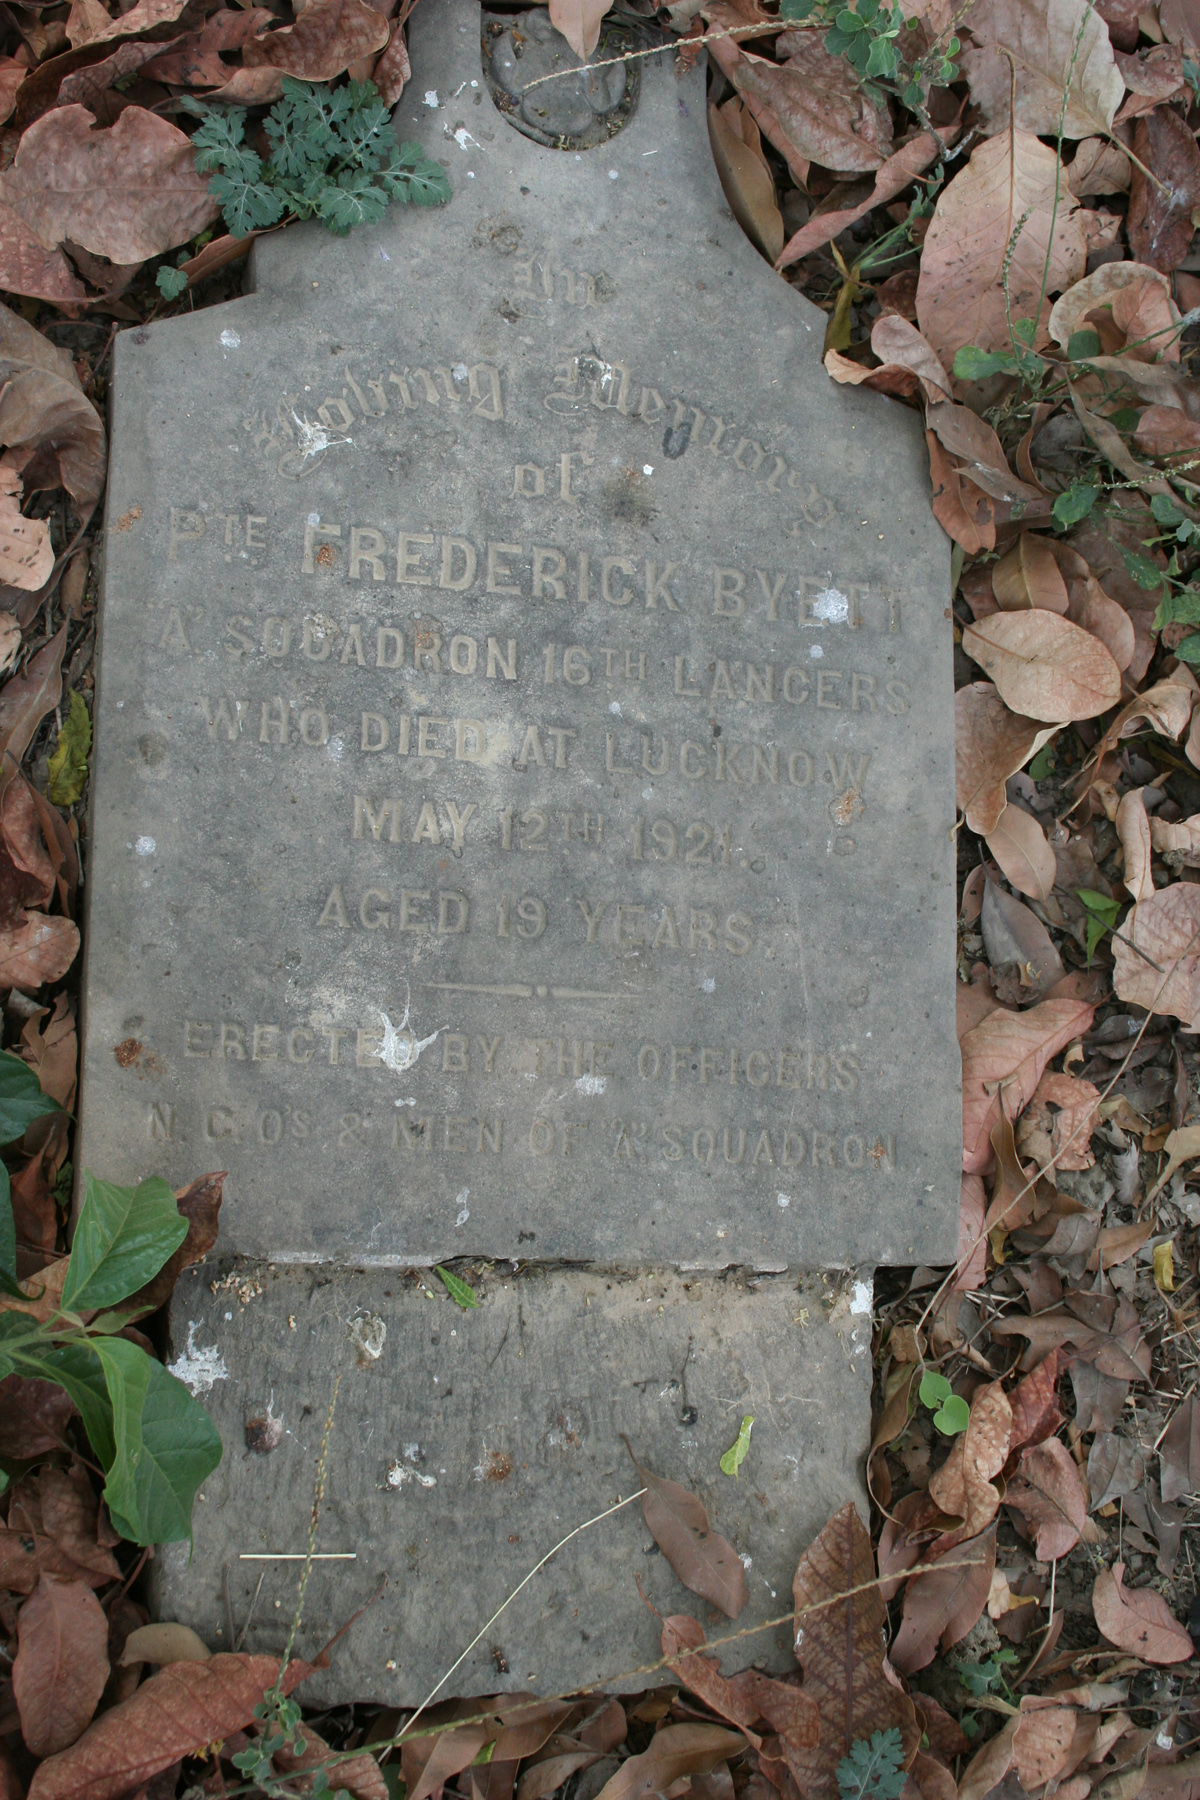 In
Loving Memory
of
PTE FREDERICK BYETT
"A" SQUADRON 16TH LANCERS
WHO DIED AT LUCKNOW
MAY 12TH 1921.
AGED 19 YEARS.
ERECTED BY THE OFFICERS
N.C.O'S & MEN OF "A" SQUADRON